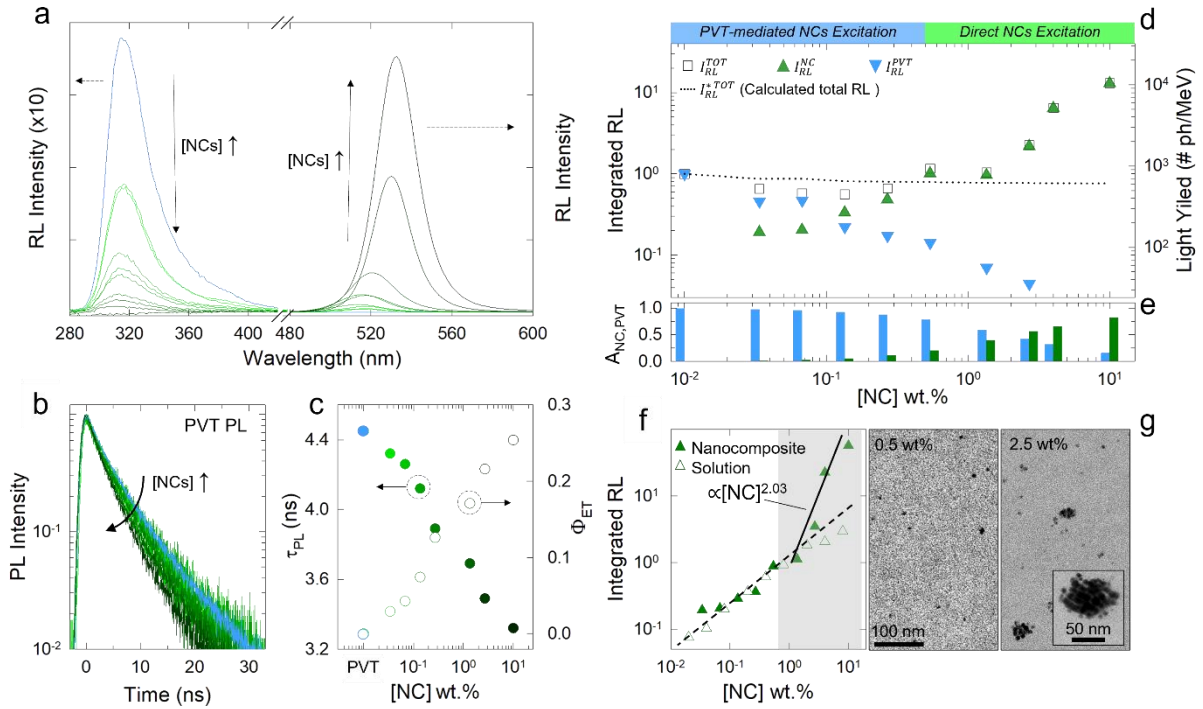 a
RL Intensity (x10)
[NCs] ↑
[NCs] ↑
RL Intensity
280 320 360 400 480 520 560 600
Wavelength (nm)
PVT-mediated NCs Excitation Direct NCs Excitation
d
I_RL^TOT I_RL^NC I_RL^PVT
I_RL^*TOT (Calculated total RL )
Integrated RL
10^1
10^0
10^-1
10^4
10^3
10^2
Light Yiled (# ph/MeV)
e
A_NC,PVT
1.0
0.5
0.0
10^-2 10^-1 10^0 10^1
[NC] wt.%
b
PVT PL
[NCs] ↑
PL Intensity
10^-1
10^-2
0 10 20 30
Time (ns)
c
τ_PL (ns)
4.4
4.0
3.6
3.2
0.3
0.2
0.1
0.0
Φ_ET
PVT 10^-1 10^0 10^1
[NC] wt.%
f
Nanocomposite
Solution
∝[NC]^2.03
Integrated RL
10^1
10^0
10^-1
10^-2 10^-1 10^0 10^1
[NC] wt.%
g
0.5 wt%
100 nm
2.5 wt%
50 nm